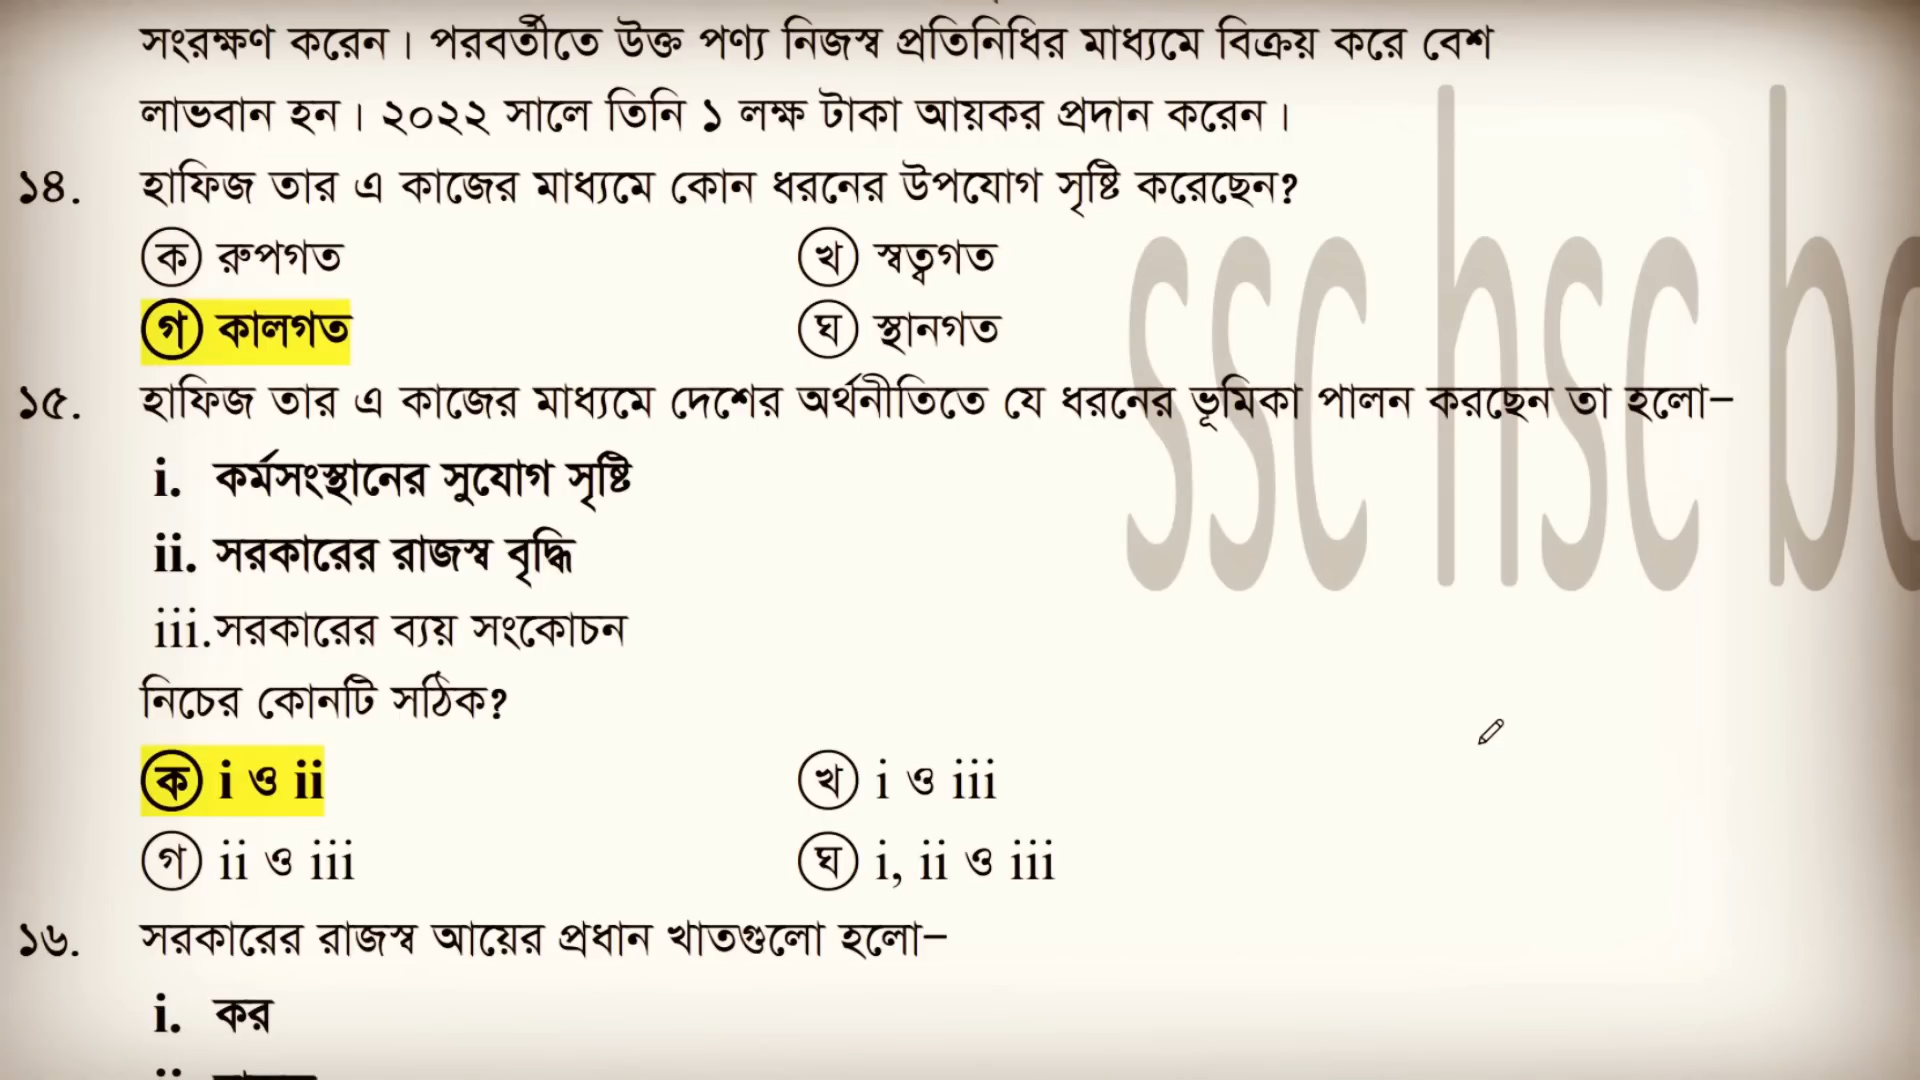 সংরক্ষণ করেন। পরবর্তীতে উক্ত পণ্য নিজস্ব প্রতিনিধির মাধ্যমে বিক্রয় করে বেশ
লাভবান হন। ২০২২ সালে তিনি ১ লক্ষ টাকা আয়কর প্রদান করেন।
১৪. হাফিজ তার এ কাজের মাধ্যমে কোন ধরনের উপযোগ সৃষ্টি করেছেন?
ক রুপগত খ স্বত্বগত
গ কালগত ঘ স্থানগত
১৫. হাফিজ তার এ কাজের মাধ্যমে দেশের অর্থনীতিতে যে ধরনের ভূমিকা পালন করছেন তা হলো–
i. কর্মসংস্থানের সুযোগ সৃষ্টি
ii. সরকারের রাজস্ব বৃদ্ধি
iii. সরকারের ব্যয় সংকোচন
নিচের কোনটি সঠিক?
ক i ও ii খ i ও iii
গ ii ও iii ঘ i, ii ও iii
১৬. সরকারের রাজস্ব আয়ের প্রধান খাতগুলো হলো–
i. কর
ii.
ssc hsc